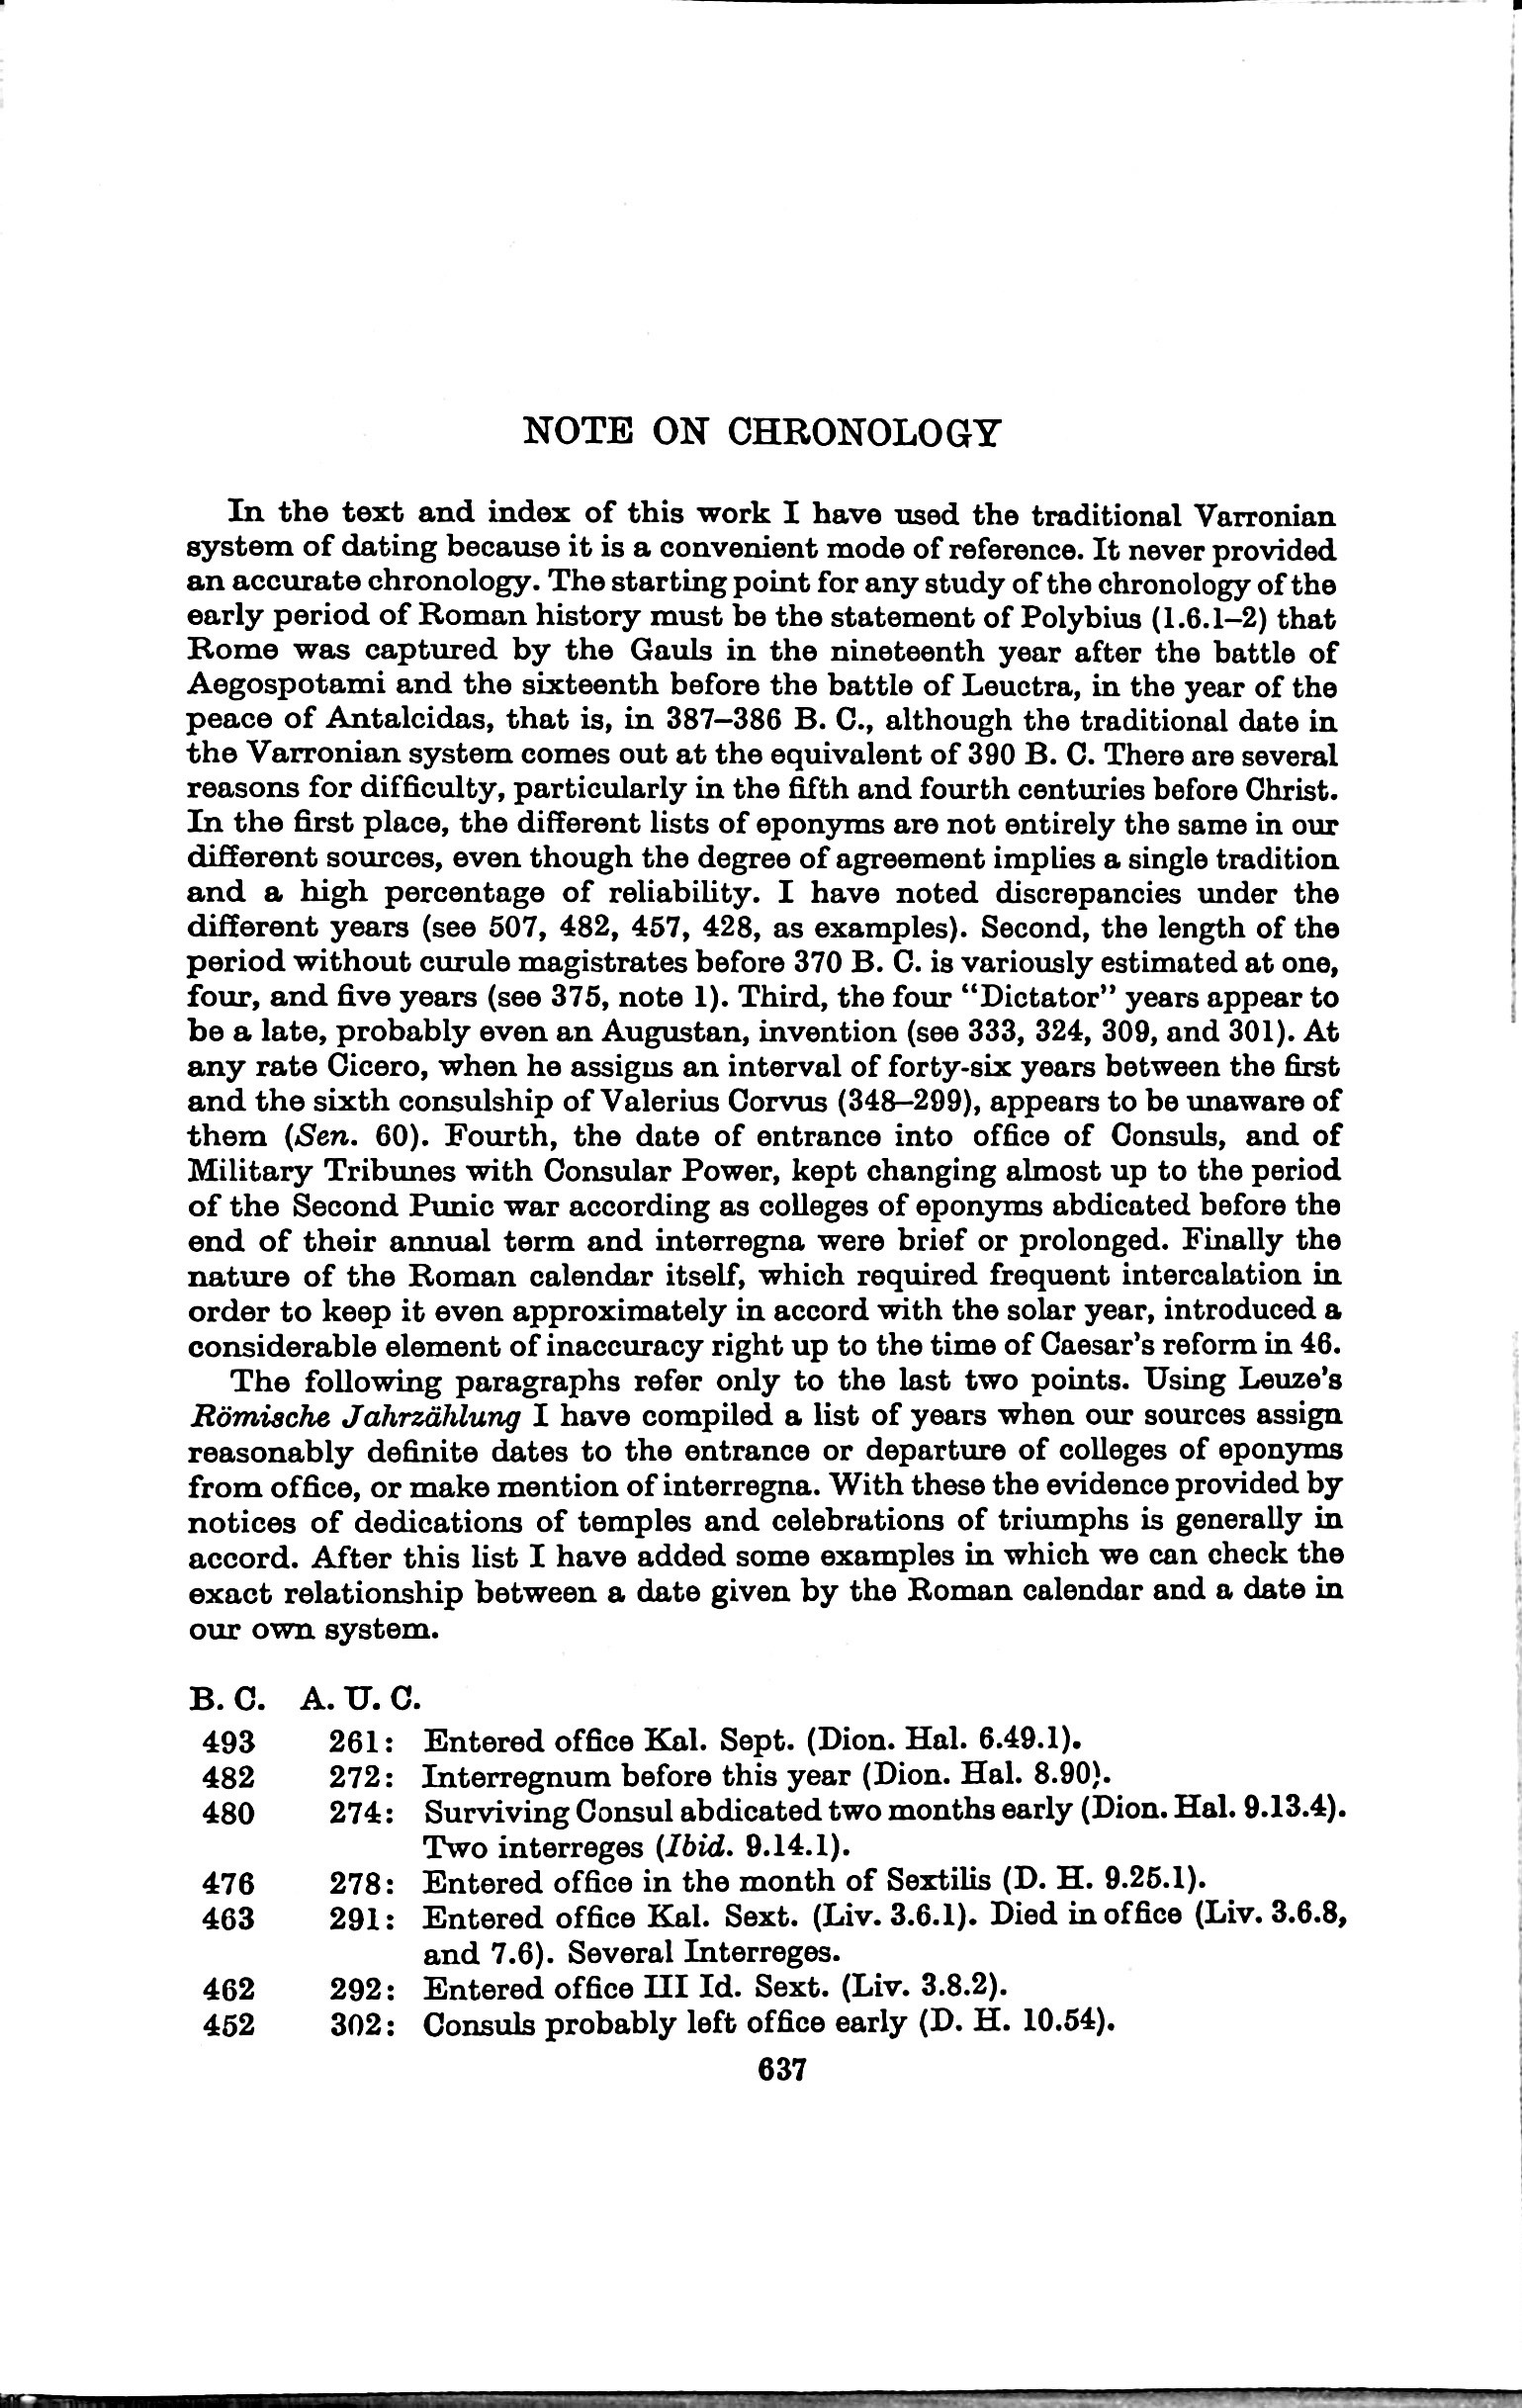 NOTE ON CHRONOLOGY
In the text and index of this work I have used the traditional Varronian
system of dating because it is a convenient mode of reference. It never provided
an accurate chronology. The starting point for any study of the chronology of the
early period of Roman history must be the statement of Polybius (1.6.1–2) that
Rome was captured by the Gauls in the nineteenth year after the battle of
Aegospotami and the sixteenth before the battle of Leuctra, in the year of the
peace of Antalcidas, that is, in 387–386 B. C., although the traditional date in
the Varronian system comes out at the equivalent of 390 B. C. There are several
reasons for difficulty, particularly in the fifth and fourth centuries before Christ.
In the first place, the different lists of eponyms are not entirely the same in our
different sources, even though the degree of agreement implies a single tradition
and a high percentage of reliability. I have noted discrepancies under the
different years (see 507, 482, 457, 428, as examples). Second, the length of the
period without curule magistrates before 370 B. C. is variously estimated at one,
four, and five years (see 375, note 1). Third, the four “Dictator” years appear to
be a late, probably even an Augustan, invention (see 333, 324, 309, and 301). At
any rate Cicero, when he assigns an interval of forty-six years between the first
and the sixth consulship of Valerius Corvus (348–299), appears to be unaware of
them (Sen. 60). Fourth, the date of entrance into office of Consuls, and of
Military Tribunes with Consular Power, kept changing almost up to the period
of the Second Punic war according as colleges of eponyms abdicated before the
end of their annual term and interregna were brief or prolonged. Finally the
nature of the Roman calendar itself, which required frequent intercalation in
order to keep it even approximately in accord with the solar year, introduced a
considerable element of inaccuracy right up to the time of Caesar’s reform in 46.
The following paragraphs refer only to the last two points. Using Leuze’s
Römische Jahrzählung I have compiled a list of years when our sources assign
reasonably definite dates to the entrance or departure of colleges of eponyms
from office, or make mention of interregna. With these the evidence provided by
notices of dedications of temples and celebrations of triumphs is generally in
accord. After this list I have added some examples in which we can check the
exact relationship between a date given by the Roman calendar and a date in
our own system.
B. C. A. U. C.
493 261: Entered office Kal. Sept. (Dion. Hal. 6.49.1).
482 272: Interregnum before this year (Dion. Hal. 8.90).
480 274: Surviving Consul abdicated two months early (Dion. Hal. 9.13.4).
Two interreges (Ibid. 9.14.1).
476 278: Entered office in the month of Sextilis (D. H. 9.25.1).
463 291: Entered office Kal. Sext. (Liv. 3.6.1). Died in office (Liv. 3.6.8,
and 7.6). Several Interreges.
462 292: Entered office III Id. Sext. (Liv. 3.8.2).
452 302: Consuls probably left office early (D. H. 10.54).
637